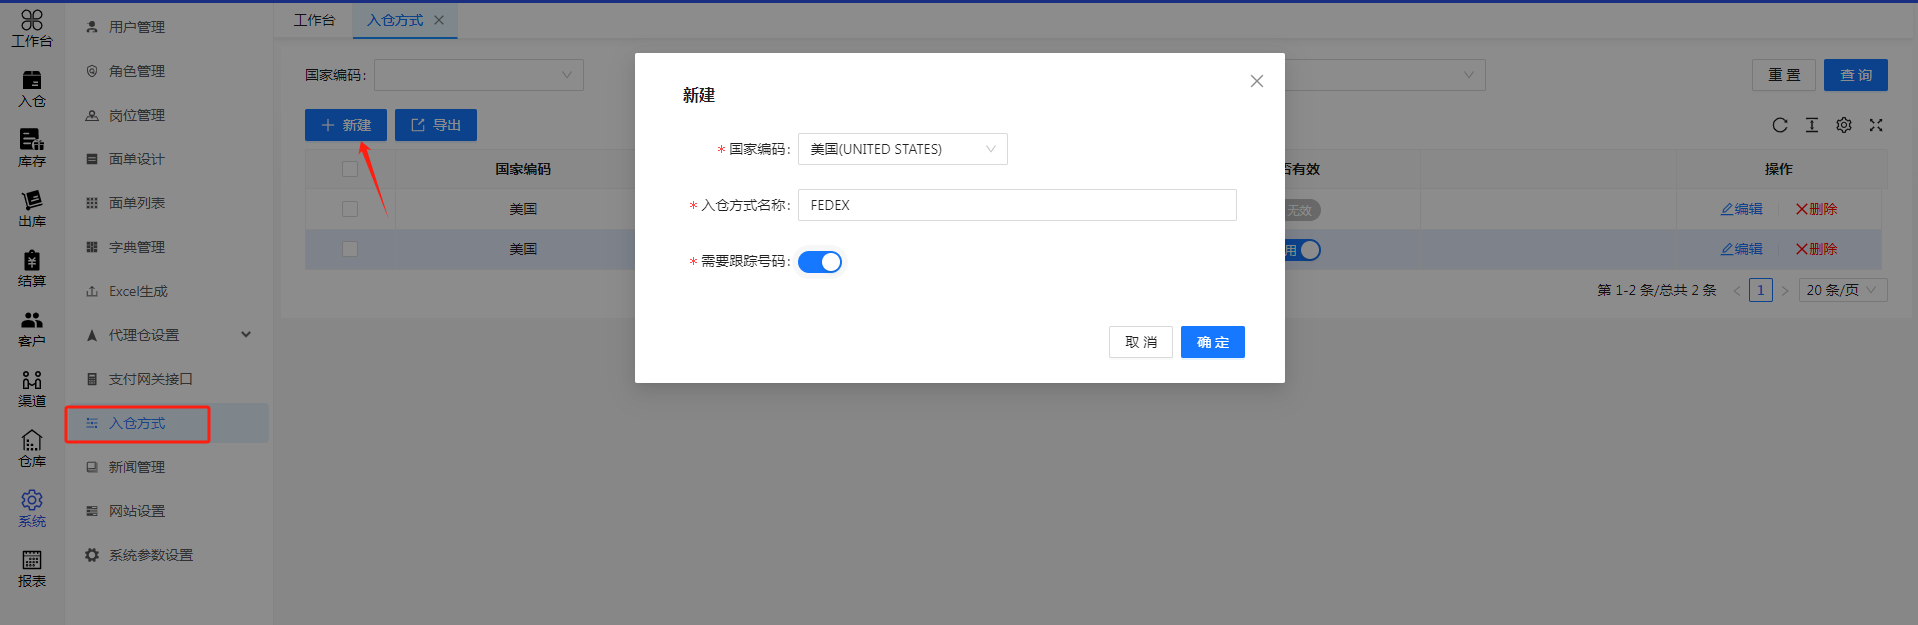 工作台
入仓
库存
出库
结算
客户
渠道
仓库
系统
报表
用户管理
角色管理
岗位管理
面单设计
面单列表
字典管理
Excel生成
代理仓设置
支付网关接口
入仓方式
新闻管理
网站设置
系统参数设置
工作台 入仓方式
国家编码:
重 置 查 询
新建 导出
国家编码 有效 操作
美国 无效 编辑 删除
美国 用 编辑 删除
第 1-2 条/总共 2 条 < 1 > 20 条/页
新建
* 国家编码: 美国(UNITED STATES)
* 入仓方式名称: FEDEX
* 需要跟踪号码:
取 消 确 定